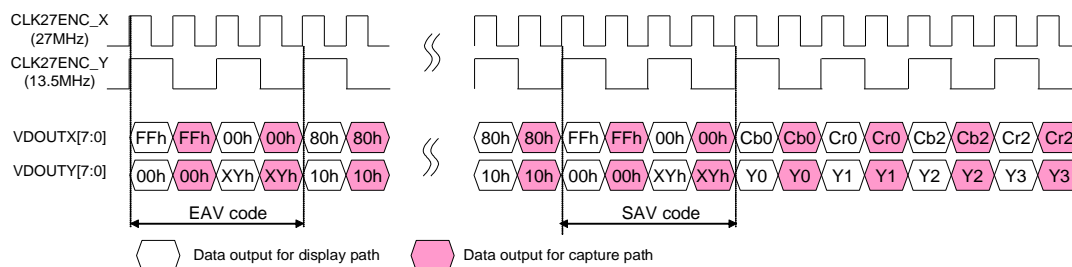 CLK27ENC_X
(27MHz)
CLK27ENC_Y
(13.5MHz)
VDOUTX[7:0] FFh FFh 00h 00h 80h 80h 80h 80h FFh FFh 00h 00h Cb0 Cb0 Cr0 Cr0 Cb2 Cb2 Cr2 Cr2
VDOUTY[7:0] 00h 00h XYh XYh 10h 10h 10h 10h 00h 00h XYh XYh Y0 Y0 Y1 Y1 Y2 Y2 Y3 Y3
EAV code SAV code
Data output for display path Data output for capture path